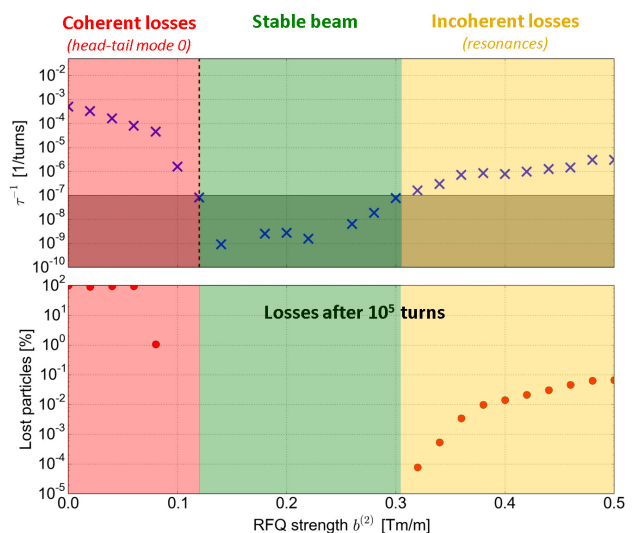 Coherent losses
(head-tail mode 0)
Stable beam
Incoherent losses
(resonances)
τ⁻¹ [1/turns]
10⁻²
10⁻³
10⁻⁴
10⁻⁵
10⁻⁶
10⁻⁷
10⁻⁸
10⁻⁹
10⁻¹⁰
Losses after 10⁵ turns
Lost particles [%]
10²
10¹
10⁰
10⁻¹
10⁻²
10⁻³
10⁻⁴
10⁻⁵
0.0 0.1 0.2 0.3 0.4 0.5
RFQ strength b⁽²⁾ [Tm/m]